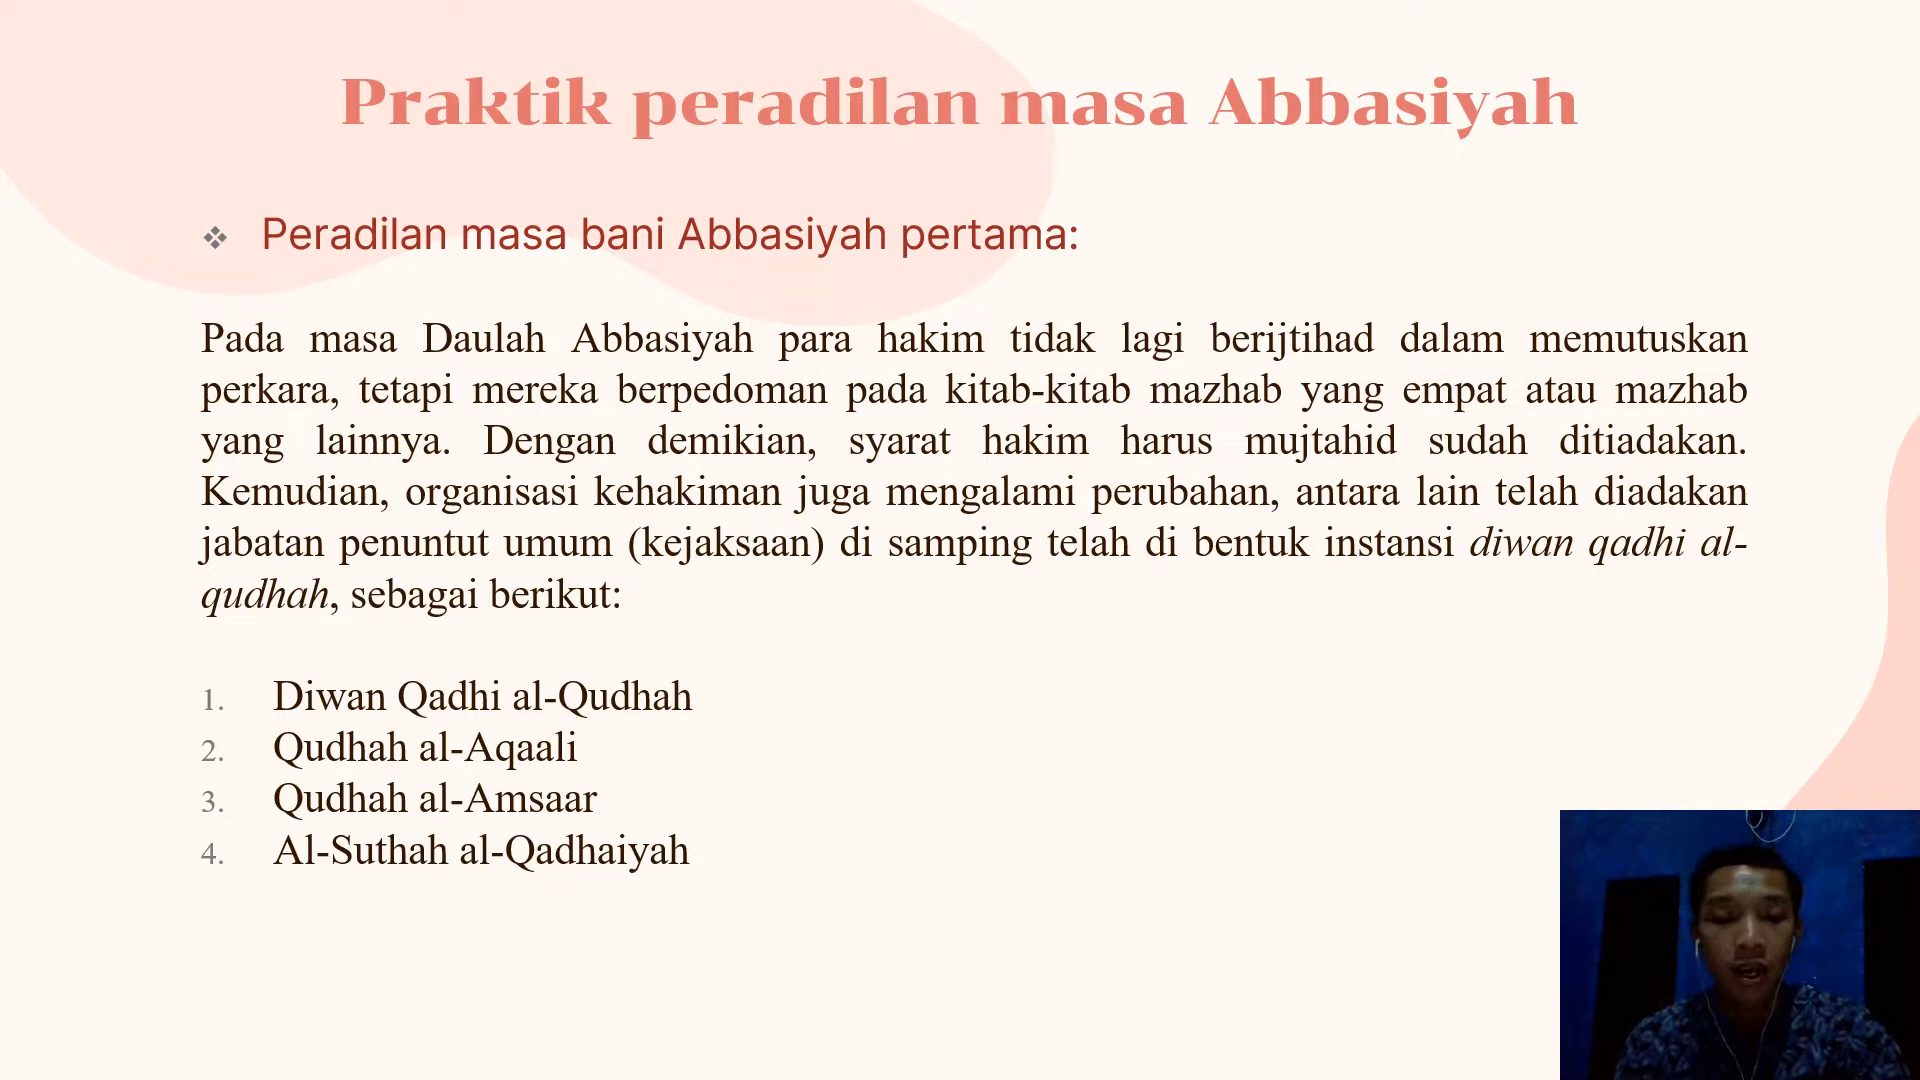 Praktik peradilan masa Abbasiyah
❖ Peradilan masa bani Abbasiyah pertama:
Pada masa Daulah Abbasiyah para hakim tidak lagi berijtihad dalam memutuskan
perkara, tetapi mereka berpedoman pada kitab-kitab mazhab yang empat atau mazhab
yang lainnya. Dengan demikian, syarat hakim harus mujtahid sudah ditiadakan.
Kemudian, organisasi kehakiman juga mengalami perubahan, antara lain telah diadakan
jabatan penuntut umum (kejaksaan) di samping telah di bentuk instansi diwan qadhi al-
qudhah, sebagai berikut:
1. Diwan Qadhi al-Qudhah
2. Qudhah al-Aqaali
3. Qudhah al-Amsaar
4. Al-Suthah al-Qadhaiyah